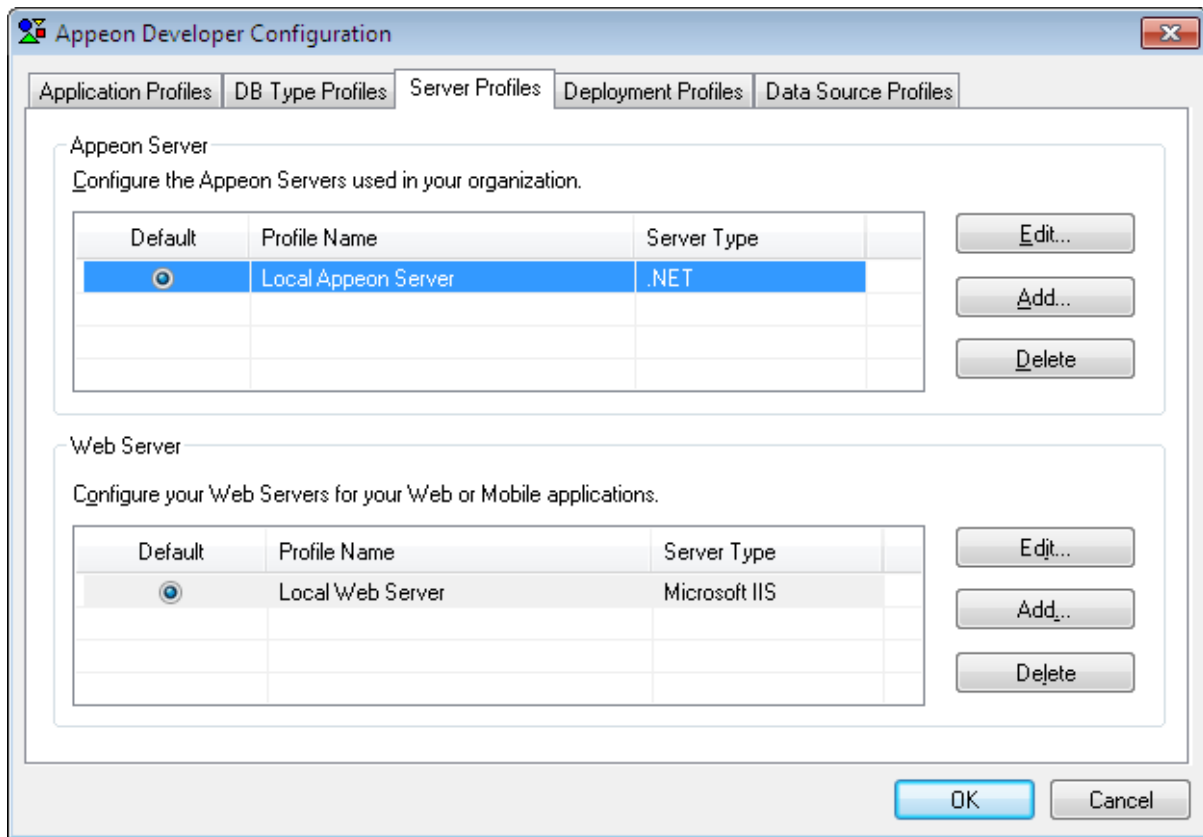 Appeon Developer Configuration
Application Profiles DB Type Profiles Server Profiles Deployment Profiles Data Source Profiles
Appeon Server
Configure the Appeon Servers used in your organization.
Default Profile Name Server Type
Edit...
Local Appeon Server .NET
Add...
Delete
Web Server
Configure your Web Servers for your Web or Mobile applications.
Default Profile Name Server Type
Edit...
Local Web Server Microsoft IIS
Add...
Delete
OK Cancel